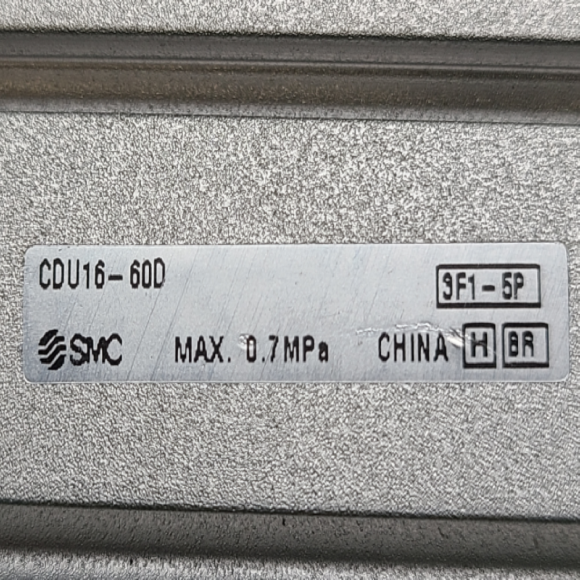 CDU16-60D
3F1-5P
SMC MAX. 0.7MPa CHINA H BR